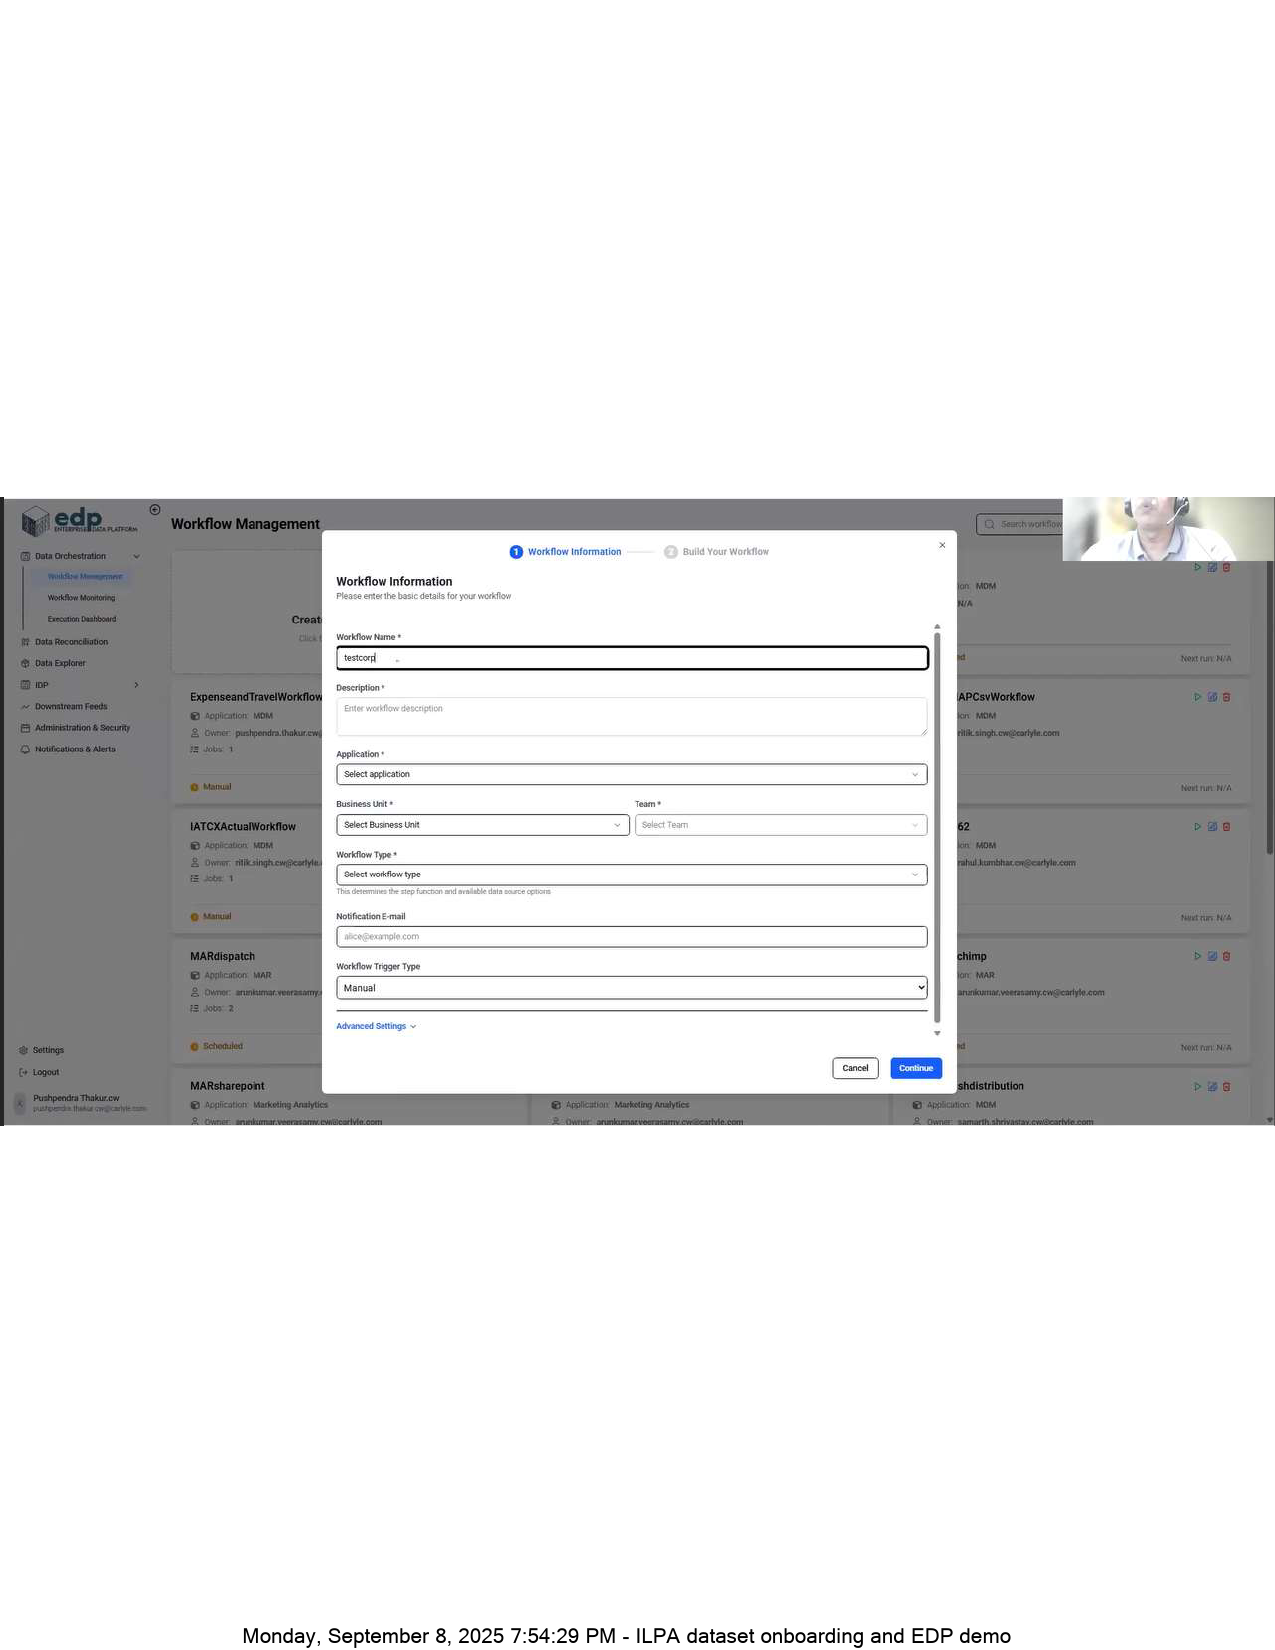 edp
ENTERPRISE DATA PLATFORM
Data Orchestration
Workflow Management
Workflow Monitoring
Execution Dashboard
Data Reconciliation
Data Explorer
IDP
Downstream Feeds
Administration & Security
Notifications & Alerts
Settings
Logout
Pushpendra Thakur.cw
pushpendra.thakur.cw@carlyle.com
Workflow Management
Search workflow
Creat
Click t
ExpenseandTravelWorkflow
Application: MDM
Owner: pushpendra.thakur.cw@
Jobs: 1
Manual
IATCXActualWorkflow
Application: MDM
Owner: ritik.singh.cw@carlyle.
Jobs: 1
Manual
MARdispatch
Application: MAR
Owner: arunkumar.veerasamy.
Jobs: 2
Scheduled
MARsharepoint
Application: Marketing Analytics
Owner: arunkumar.veerasamy.cw@carlyle.com
1 Workflow Information
2 Build Your Workflow
Workflow Information
Please enter the basic details for your workflow
Workflow Name *
testcorp
Description *
Enter workflow description
Application *
Select application
Business Unit *
Team *
Select Business Unit
Select Team
Workflow Type *
Select workflow type
This determines the step function and available data source options
Notification E-mail
alice@example.com
Workflow Trigger Type
Manual
Advanced Settings
Cancel
Continue
Application: Marketing Analytics
Owner: arunkumar.veerasamy.cw@carlyle.com
ion: MDM
N/A
ed
Next run: N/A
APCsvWorkflow
ion: MDM
ritik.singh.cw@carlyle.com
Next run: N/A
62
ion: MDM
rahul.kumbhar.cw@carlyle.com
Next run: N/A
chimp
ion: MAR
arunkumar.veerasamy.cw@carlyle.com
ed
Next run: N/A
shdistribution
Application: MDM
Owner: samarth.shrivastav.cw@carlyle.com
Monday, September 8, 2025 7:54:29 PM - ILPA dataset onboarding and EDP demo